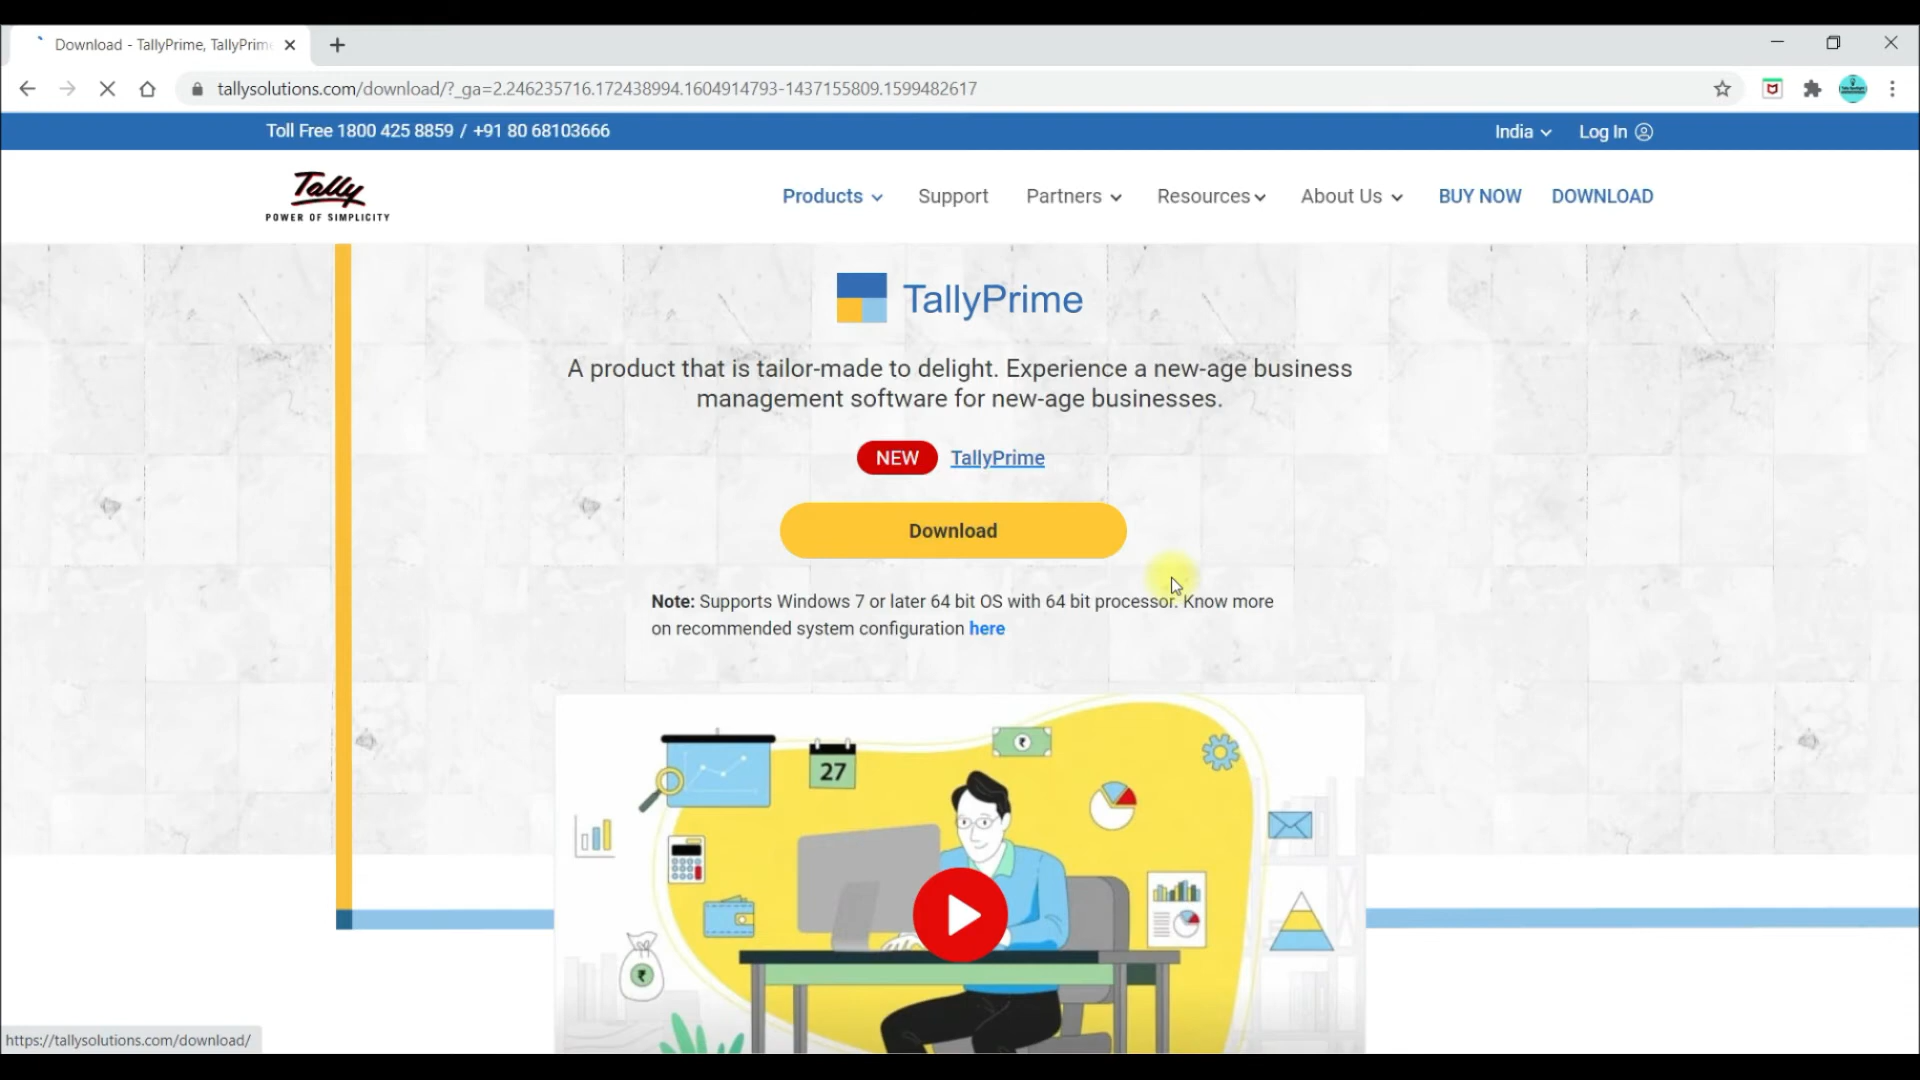 Download - TallyPrime, TallyPrime
tallysolutions.com/download/?_ga=2.246235716.172438994.1604914793-1437155809.1599482617
Toll Free 1800 425 8859 / +91 80 68103666
India
Log In
Tally
POWER OF SIMPLICITY
Products
Support
Partners
Resources
About Us
BUY NOW
DOWNLOAD
TallyPrime
A product that is tailor-made to delight. Experience a new-age business
management software for new-age businesses.
NEW TallyPrime
Download
Note: Supports Windows 7 or later 64 bit OS with 64 bit processor. Know more
on recommended system configuration here
₹
27
₹
https://tallysolutions.com/download/